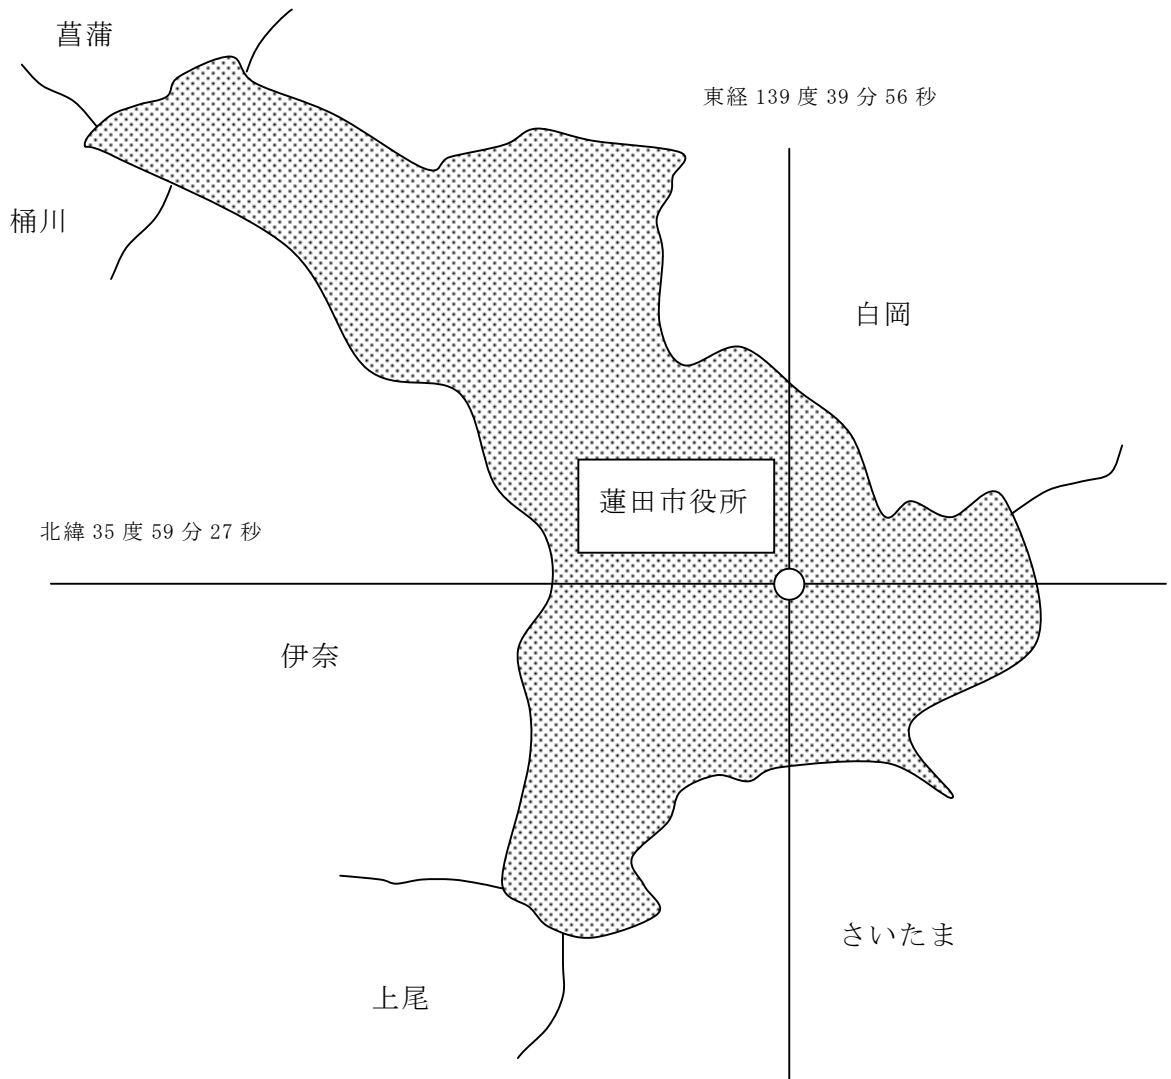 菖蒲
東経 139 度 39 分 56 秒
桶川
白岡
蓮田市役所
北緯 35 度 59 分 27 秒
伊奈
さいたま
上尾